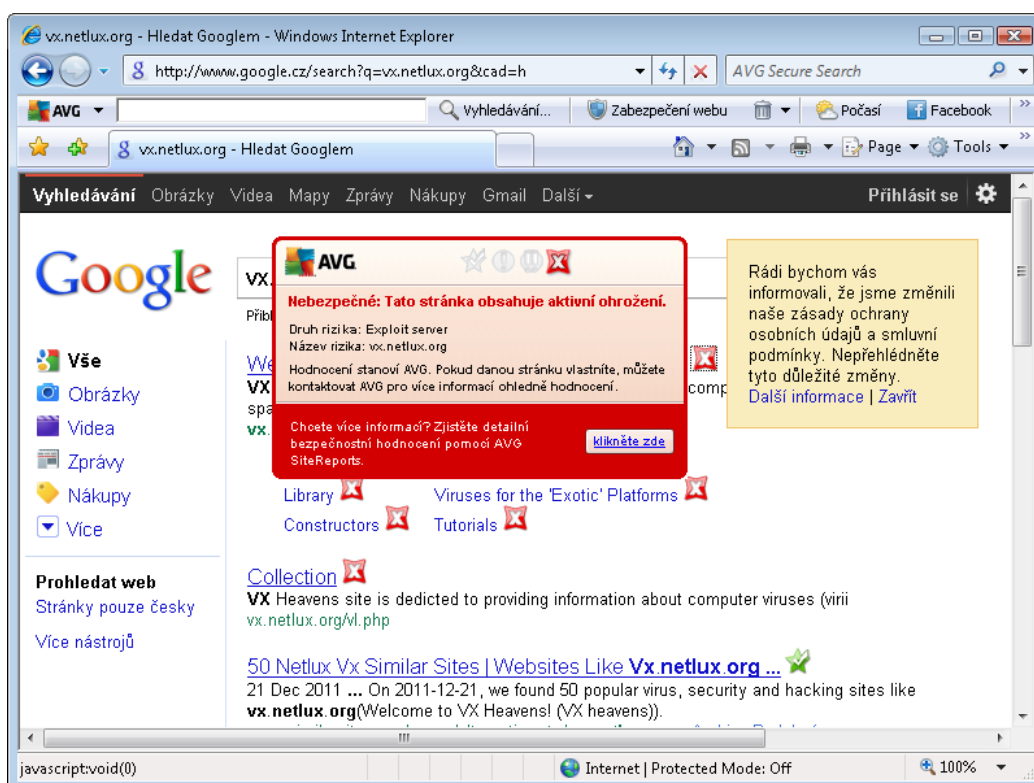 vx.netlux.org - Hledat Googlem - Windows Internet Explorer
http://www.google.cz/search?q=vx.netlux.org&cad=h
AVG Secure Search
AVG
Vyhledávání...
Zabezpečení webu
Počasí
Facebook
vx.netlux.org - Hledat Googlem
Page
Tools
Vyhledávání Obrázky Videa Mapy Zprávy Nákupy Gmail Další
Přihlásit se
Google
AVG
Nebezpečné: Tato stránka obsahuje aktivní ohrožení.
Druh rizika: Exploit server
Název rizika: vx.netlux.org
Hodnocení stanoví AVG. Pokud danou stránku vlastníte, můžete
kontaktovat AVG pro více informací ohledně hodnocení.
Chcete více informací? Zjistěte detailní
bezpečnostní hodnocení pomocí AVG
SiteReports.
klikněte zde
Rádi bychom vás
informovali, že jsme změnili
naše zásady ochrany
osobních údajů a smluvní
podmínky. Nepřehlédněte
tyto důležité změny.
Další informace | Zavřít
Vše
Obrázky
Videa
Zprávy
Nákupy
Více
Prohledat web
Stránky pouze česky
Více nástrojů
VX
Library
Viruses for the 'Exotic' Platforms
Constructors
Tutorials
Collection
VX Heavens site is dedicted to providing information about computer viruses (virii
vx.netlux.org/vl.php
50 Netlux Vx Similar Sites | Websites Like Vx.netlux.org ...
21 Dec 2011 ... On 2011-12-21, we found 50 popular virus, security and hacking sites like
vx.netlux.org(Welcome to VX Heavens! (VX heavens)).
javascript:void(0)
Internet | Protected Mode: Off
100%